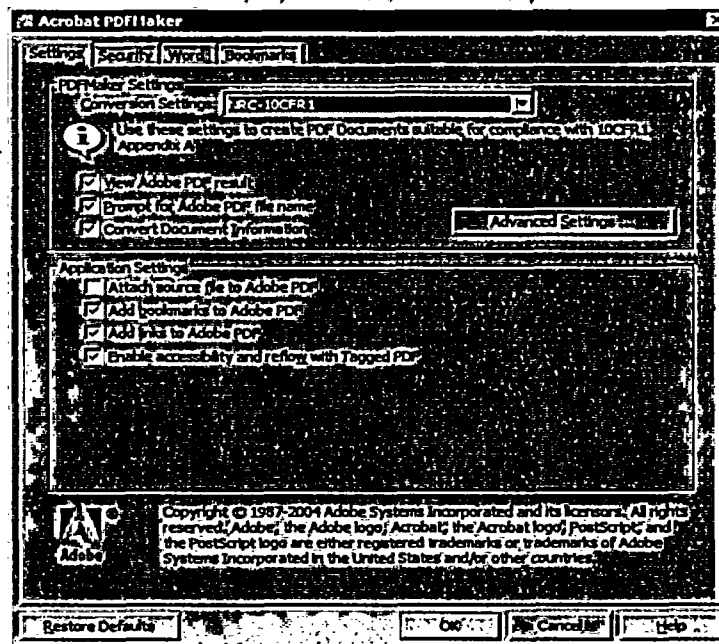 Acrobat PDFMaker
Settings Security Word Bookmarks
PDFMaker Settings
Conversion Settings: NRC-10CFR1
Use these settings to create PDF Documents suitable for compliance with 10CFR1
Appendix A
View Adobe PDF result
Prompt for Adobe PDF file name
Convert Document Information
Advanced Settings ...
Application Settings
Attach source file to Adobe PDF
Add bookmarks to Adobe PDF
Add links to Adobe PDF
Enable accessibility and reflow with Tagged PDF
Copyright © 1987-2004 Adobe Systems Incorporated and its licensors. All rights
reserved. Adobe, the Adobe logo, Acrobat, the Acrobat logo, PostScript, and
the PostScript logo are either registered trademarks or trademarks of Adobe
Systems Incorporated in the United States and/or other countries.
Adobe
Restore Defaults OK Cancel Help